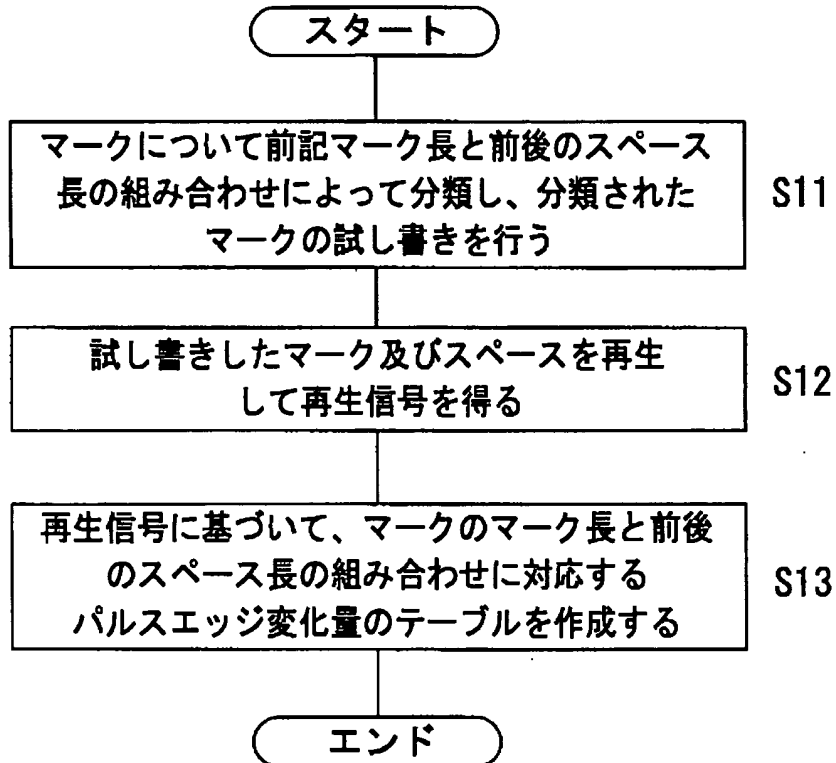 スタート
マークについて前記マーク長と前後のスペース
長の組み合わせによって分類し、分類された
マークの試し書きを行う
S11
試し書きしたマーク及びスペースを再生
して再生信号を得る
S12
再生信号に基づいて、マークのマーク長と前後
のスペース長の組み合わせに対応する
パルスエッジ変化量のテーブルを作成する
S13
エンド